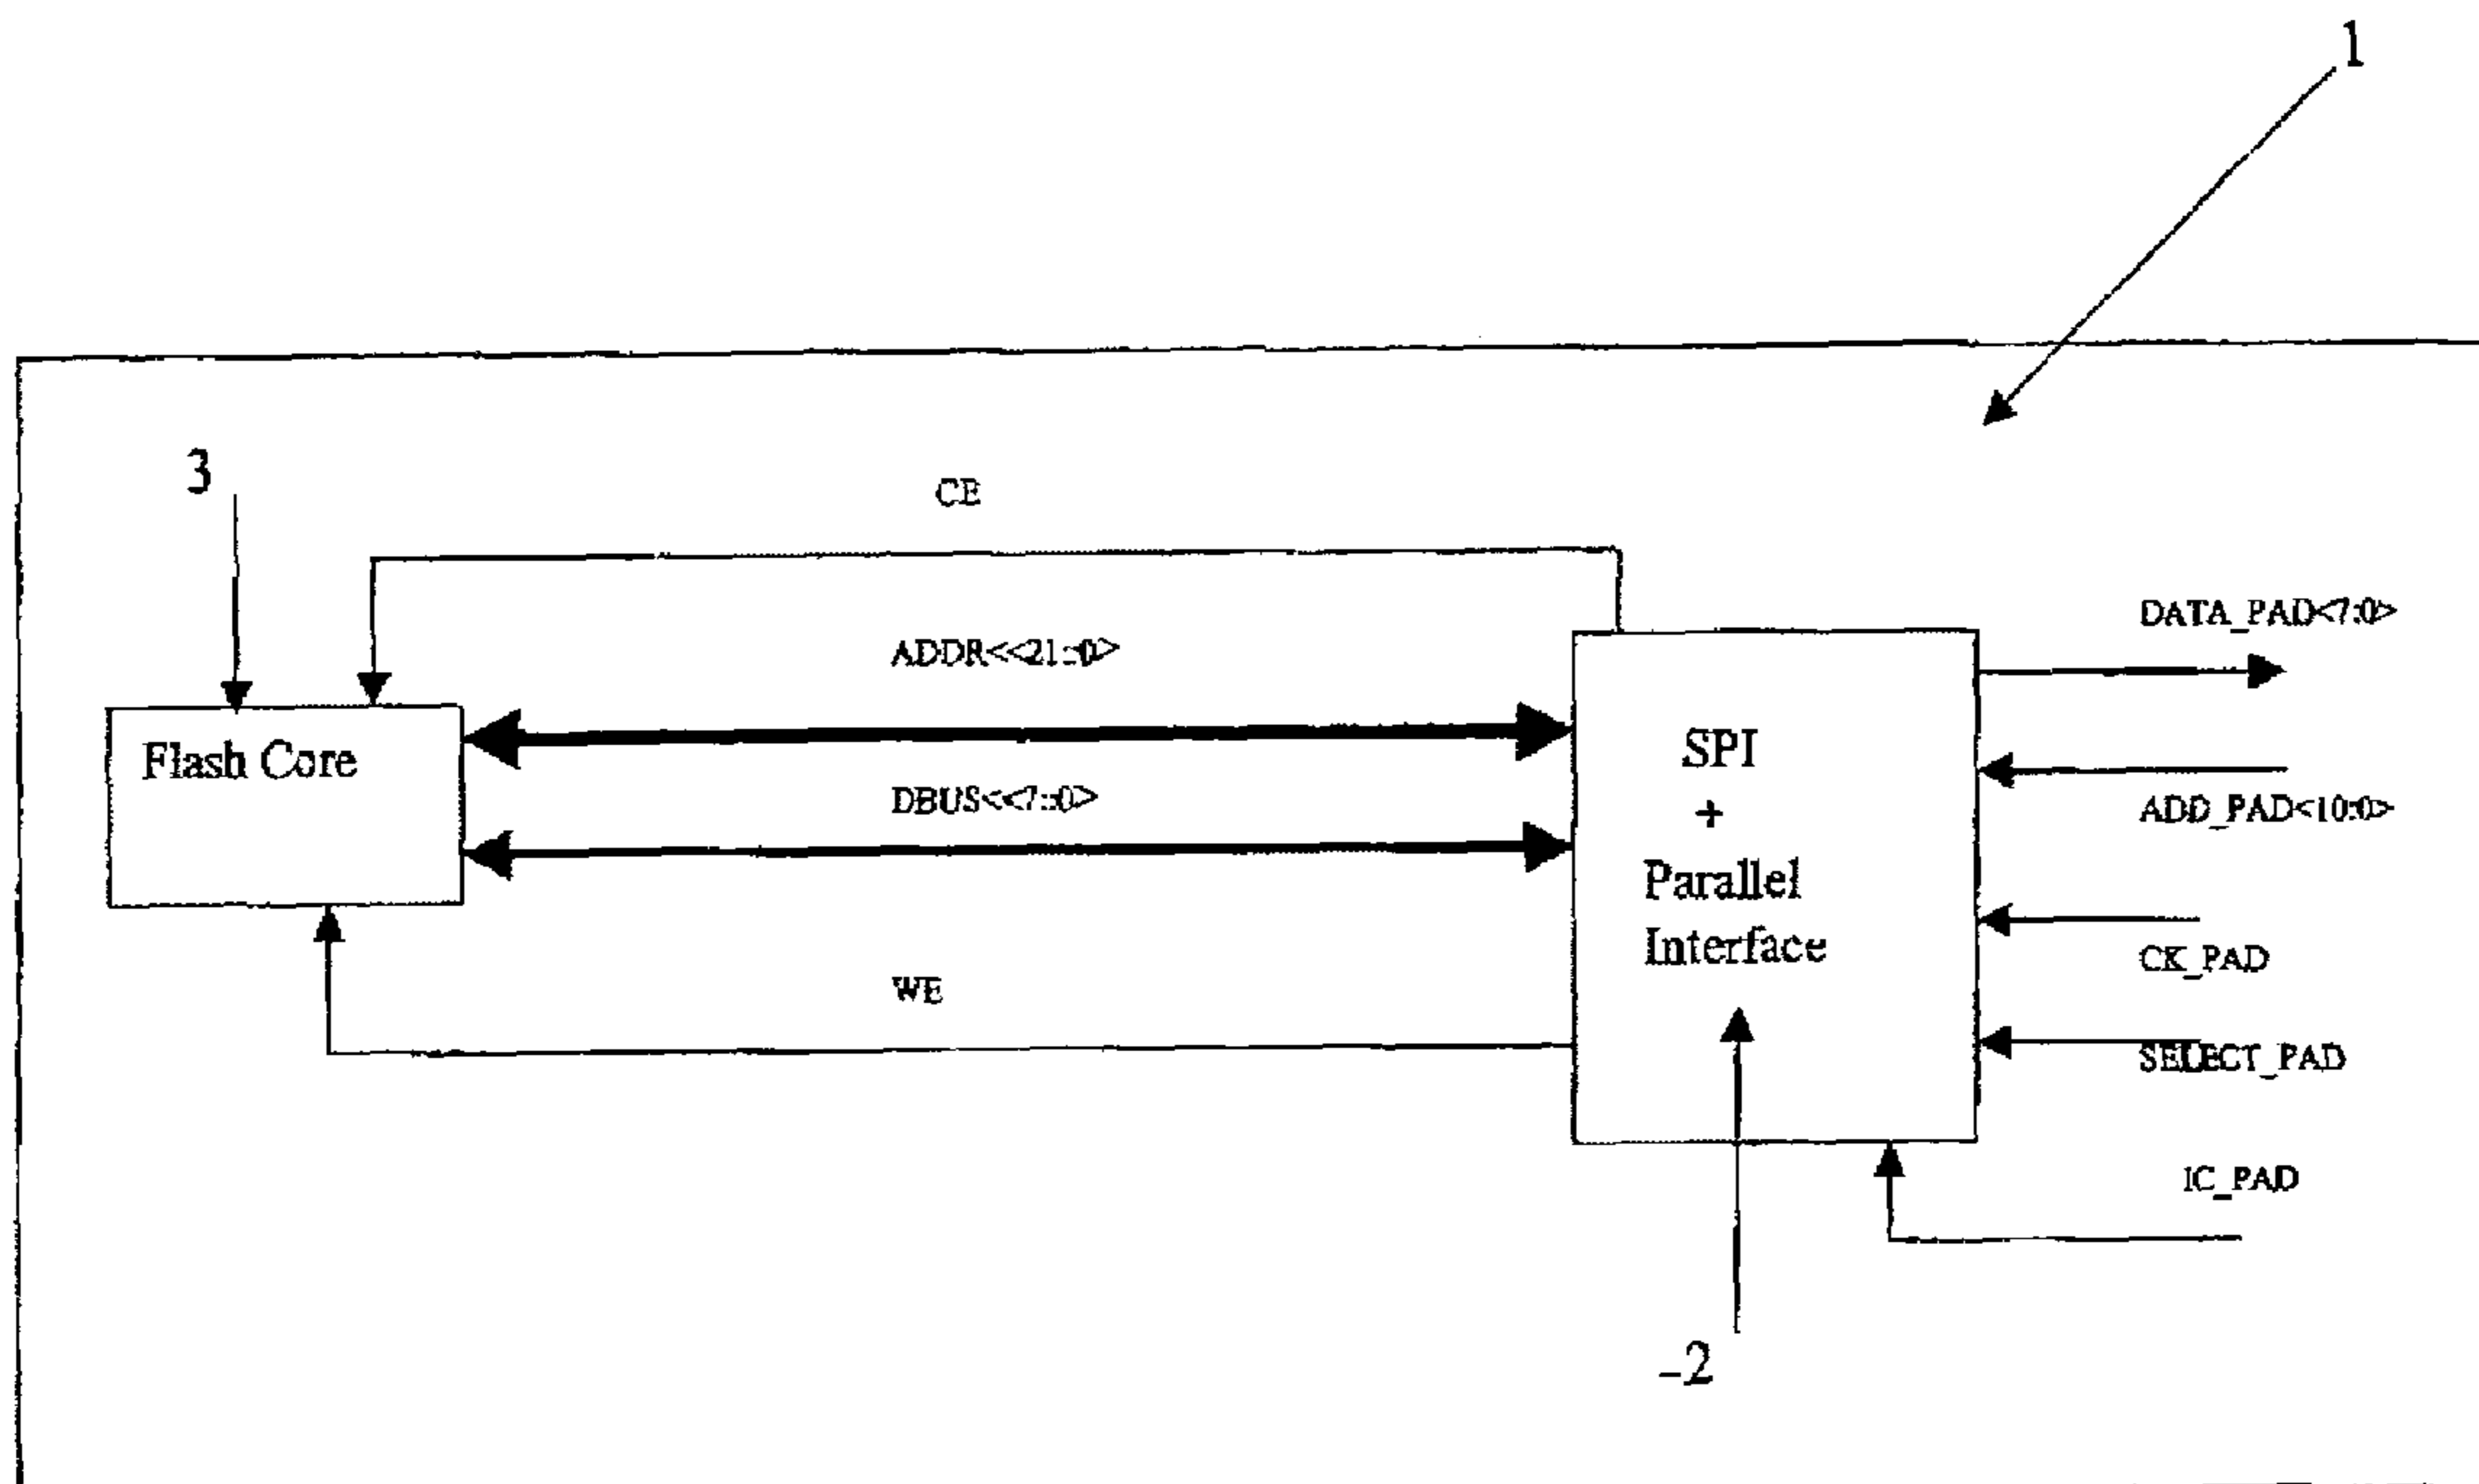 1
3
CE
DATA_PAD<7:0>
ADDR<<21:0>
Flash Core
SPI
+
Parallel
Interface
DBUS<<7:0>
ADD_PAD<10:0>
CK_PAD
WE
SELECT_PAD
IC_PAD
-2